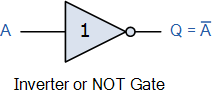 A 1 Q = A̅
Inverter or NOT Gate